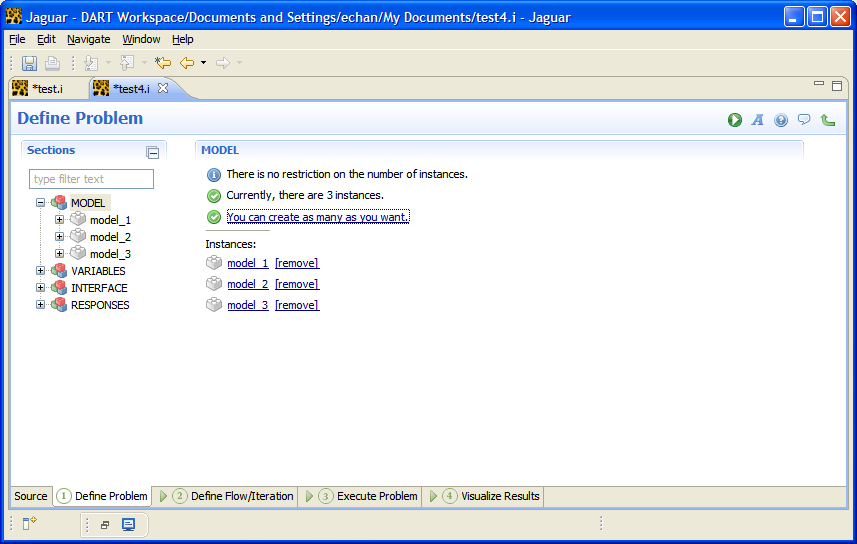 Jaguar - DART Workspace/Documents and Settings/echan/My Documents/test4.i - Jaguar
File Edit Navigate Window Help
*test.i *test4.i
Define Problem
Sections
type filter text
MODEL
model_1
model_2
model_3
VARIABLES
INTERFACE
RESPONSES
MODEL
There is no restriction on the number of instances.
Currently, there are 3 instances.
You can create as many as you want.
Instances:
model_1 [remove]
model_2 [remove]
model_3 [remove]
Source 1 Define Problem 2 Define Flow/Iteration 3 Execute Problem 4 Visualize Results